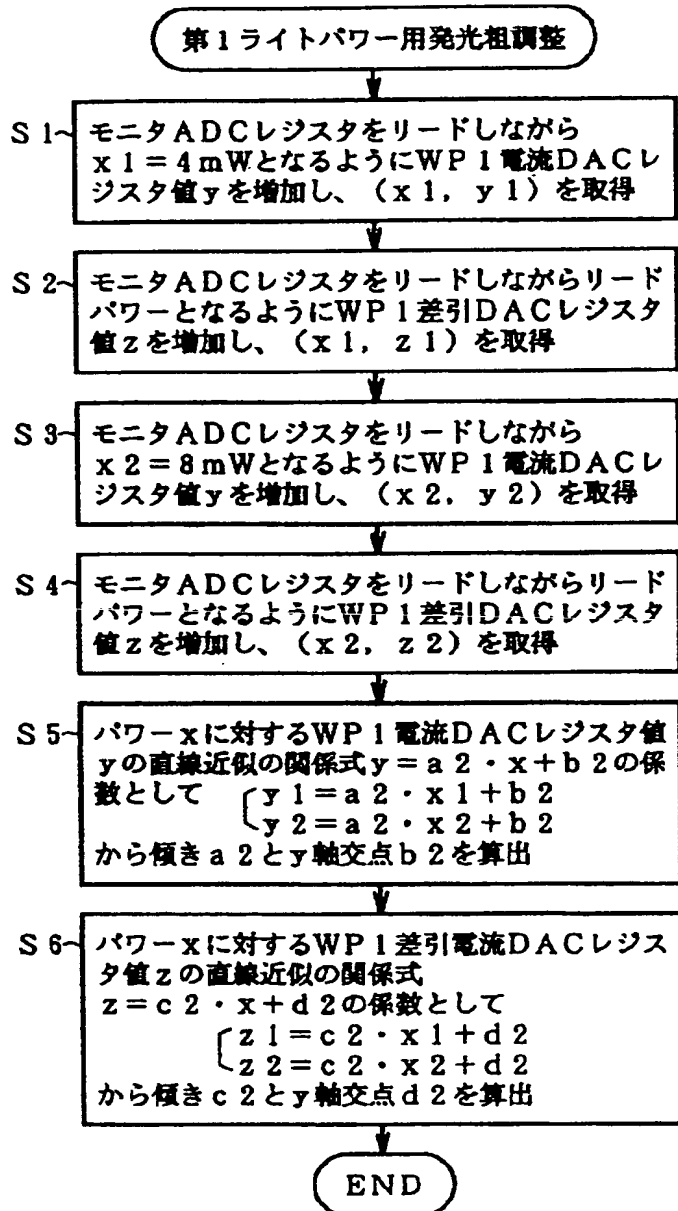 第1ライトパワー用発光粗調整
S1
モニタADCレジスタをリードしながら
x1=4mWとなるようにWP1電流DACレ
ジスタ値yを増加し、(x1, y1)を取得
S2
モニタADCレジスタをリードしながらリード
パワーとなるようにWP1差引DACレジスタ
値zを増加し、(x1, z1)を取得
S3
モニタADCレジスタをリードしながら
x2=8mWとなるようにWP1電流DACレ
ジスタ値yを増加し、(x2, y2)を取得
S4
モニタADCレジスタをリードしながらリード
パワーとなるようにWP1差引DACレジスタ
値zを増加し、(x2, z2)を取得
S5
パワーxに対するWP1電流DACレジスタ値
yの直線近似の関係式y=a2・x+b2の係
数として y1=a2・x1+b2
y2=a2・x2+b2
から傾きa2とy軸交点b2を算出
S6
パワーxに対するWP1差引電流DACレジス
タ値zの直線近似の関係式
z=c2・x+d2の係数として
z1=c2・x1+d2
z2=c2・x2+d2
から傾きc2とy軸交点d2を算出
END